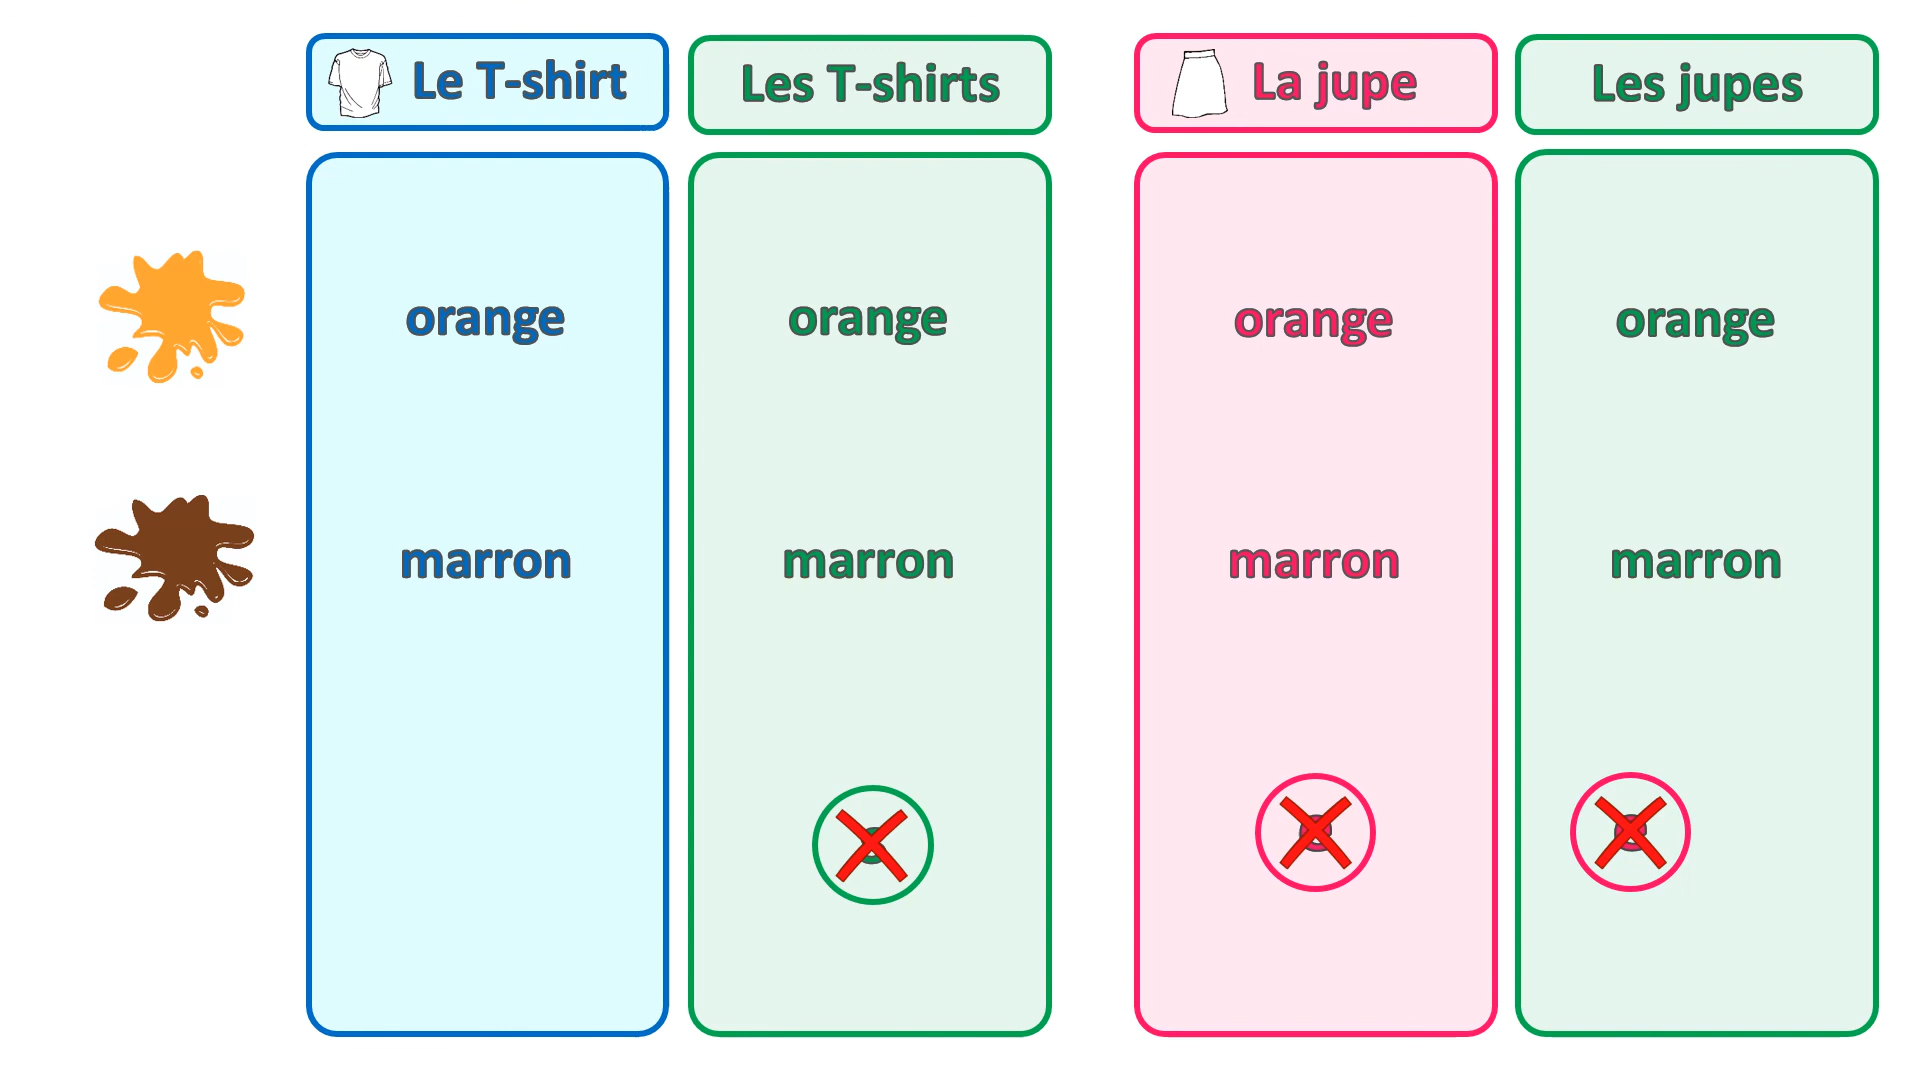 Le T-shirt
Les T-shirts
La jupe
Les jupes
orange
orange
orange
orange
marron
marron
marron
marron